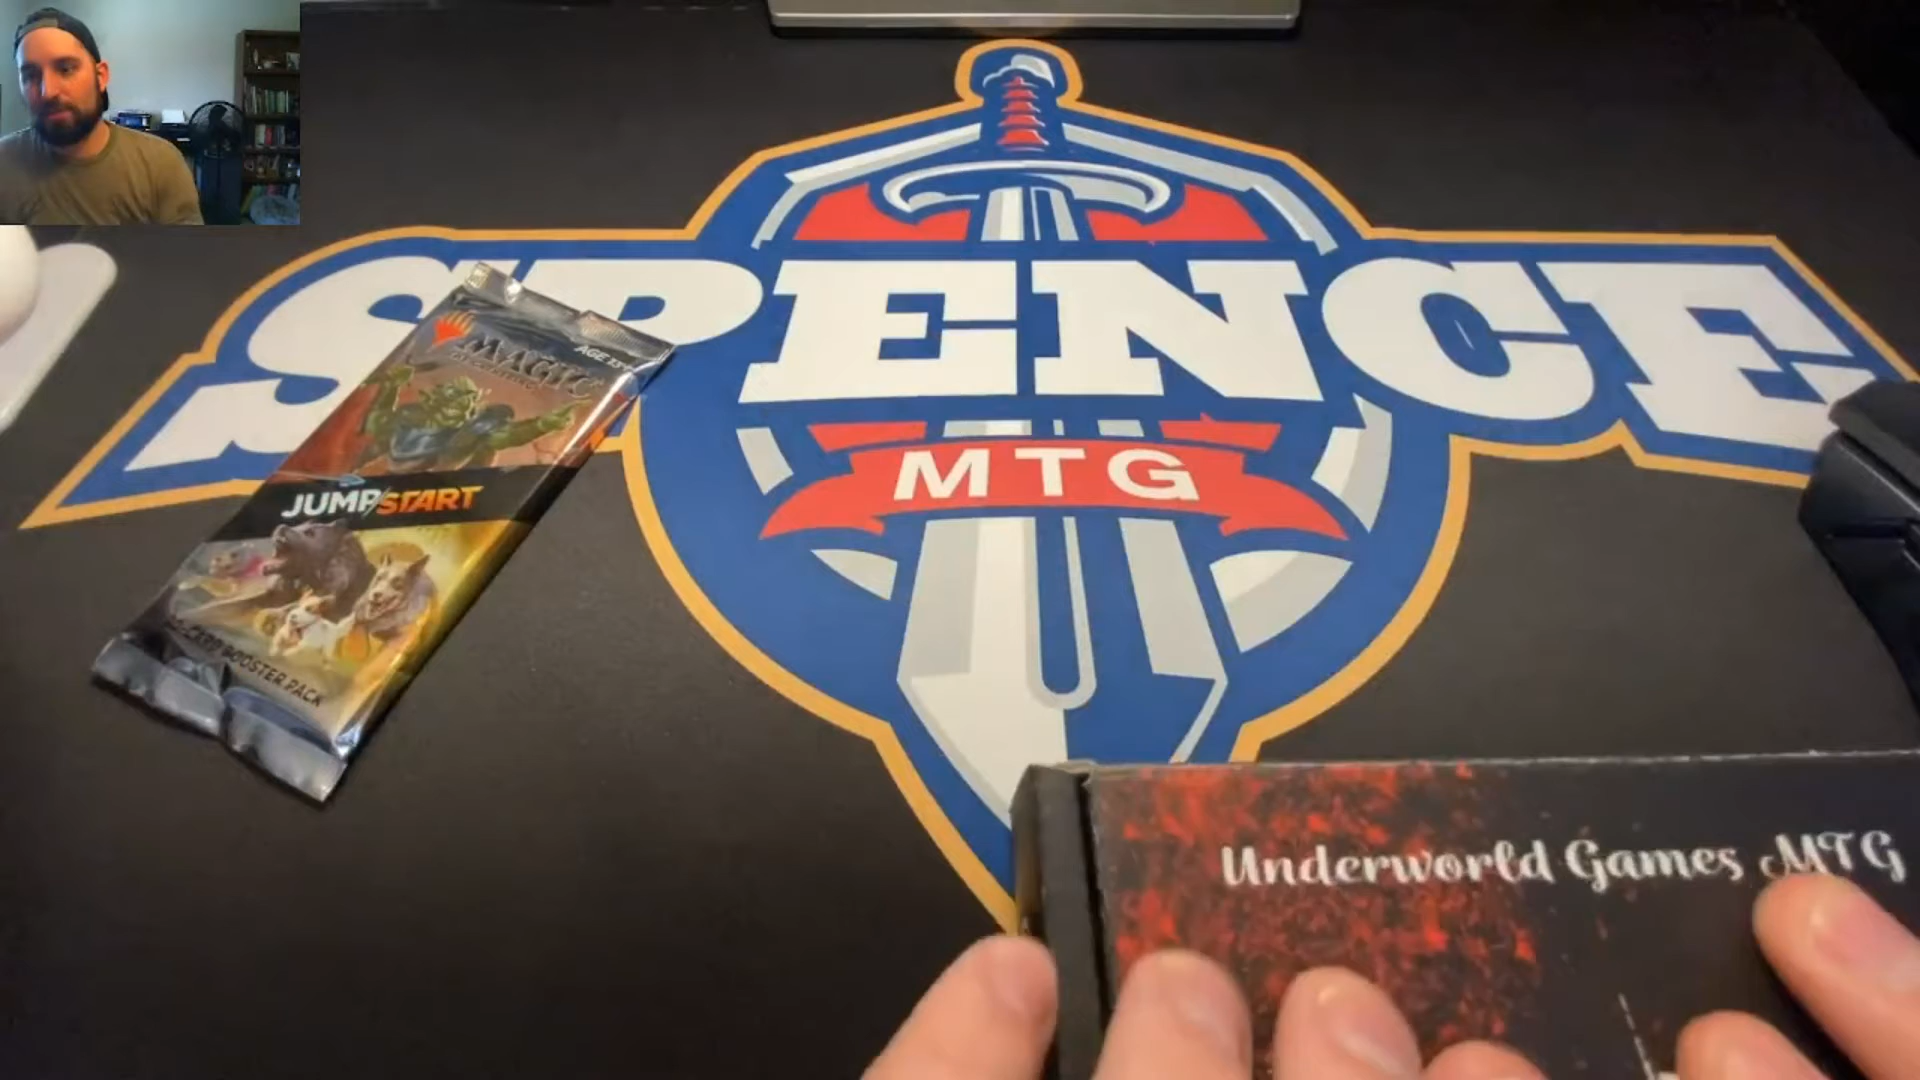 SPENCE
MTG
MAGIC
JUMPSTART
BOOSTER PACK
Underworld Games MTG